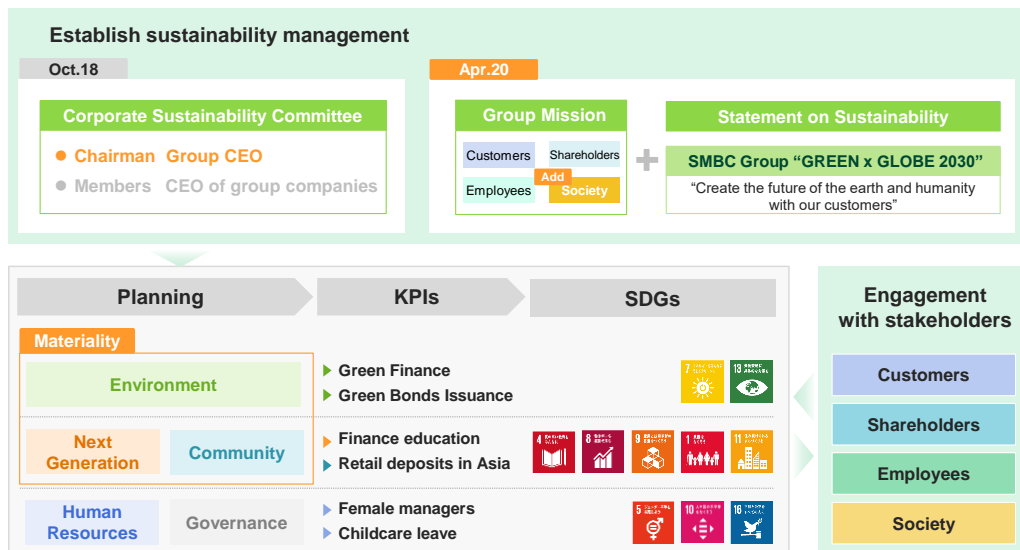 Establish sustainability management
Oct.18
Corporate Sustainability Committee
Chairman Group CEO
Members CEO of group companies
Apr.20
Group Mission
Customers
Shareholders
Add
Employees
Society
Statement on Sustainability
SMBC Group “GREEN x GLOBE 2030”
“Create the future of the earth and humanity
with our customers”
Planning
KPIs
SDGs
Materiality
Environment
Green Finance
Green Bonds Issuance
7
13
Next
Generation
Community
Finance education
Retail deposits in Asia
4
8
9
1
11
Human
Resources
Governance
Female managers
Childcare leave
5
10
16
Engagement
with stakeholders
Customers
Shareholders
Employees
Society